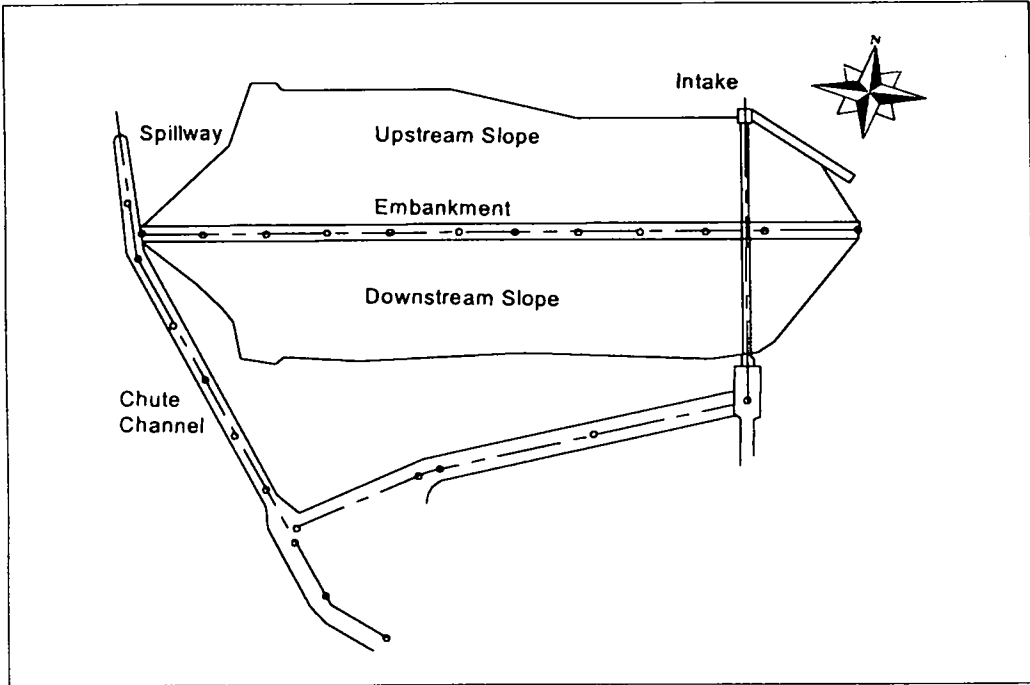 N
Intake
Spillway
Upstream Slope
Embankment
Downstream Slope
Chute
Channel